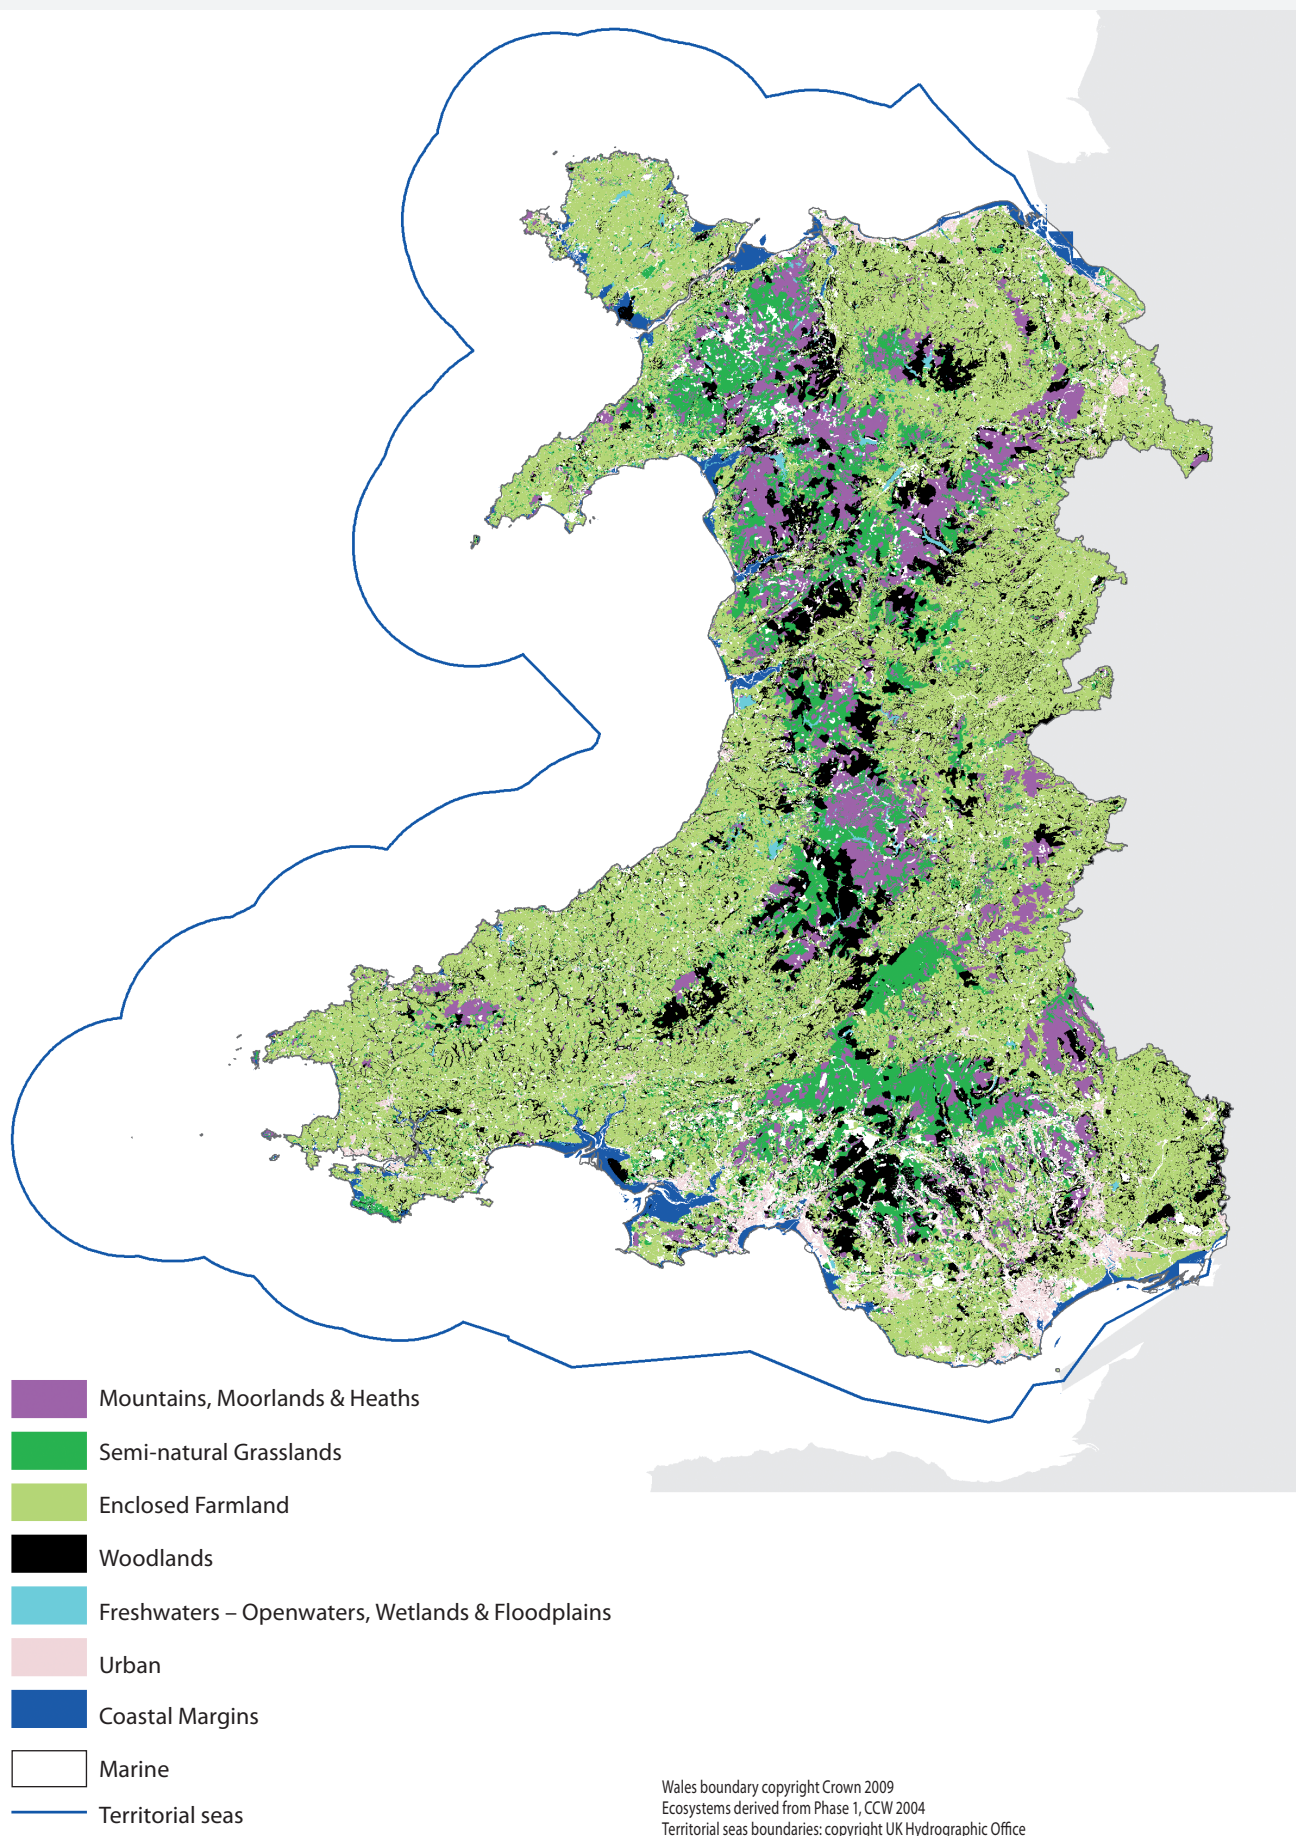 Mountains, Moorlands & Heaths
Semi-natural Grasslands
Enclosed Farmland
Woodlands
Freshwaters – Openwaters, Wetlands & Floodplains
Urban
Coastal Margins
Marine
Territorial seas
Wales boundary copyright Crown 2009
Ecosystems derived from Phase 1, CCW 2004
Territorial seas boundaries: copyright UK Hydrographic Office